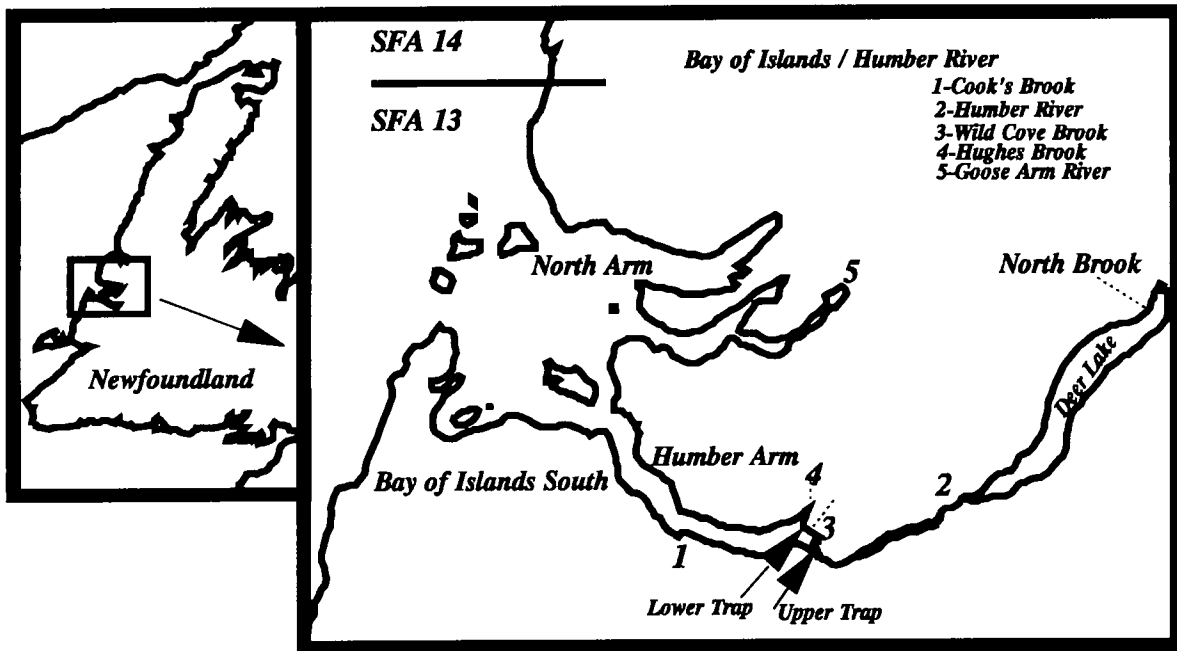 SFA 14
SFA 13
Bay of Islands / Humber River
1-Cook's Brook
2-Humber River
3-Wild Cove Brook
4-Hughes Brook
5-Goose Arm River
North Arm
5
North Brook
Deer Lake
Newfoundland
Humber Arm
Bay of Islands South
4
2
3
1
Lower Trap
Upper Trap